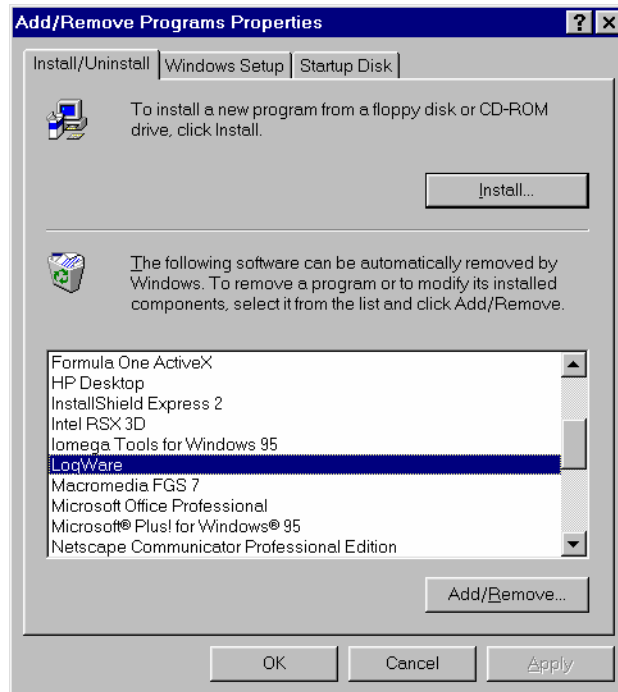 Add/Remove Programs Properties
Install/Uninstall
Windows Setup
Startup Disk
To install a new program from a floppy disk or CD-ROM
drive, click Install.
Install...
The following software can be automatically removed by
Windows. To remove a program or to modify its installed
components, select it from the list and click Add/Remove.
Formula One ActiveX
HP Desktop
InstallShield Express 2
Intel RSX 3D
Iomega Tools for Windows 95
LogWare
Macromedia FGS 7
Microsoft Office Professional
Microsoft® Plus! for Windows® 95
Netscape Communicator Professional Edition
Add/Remove...
OK
Cancel
Apply